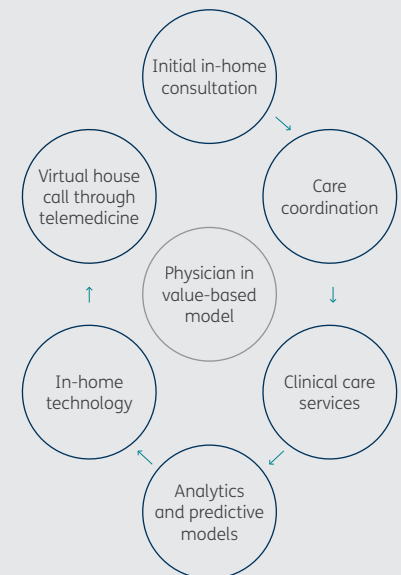 Initial in-home
consultation
Care
coordination
Clinical care
services
Analytics
and predictive
models
In-home
technology
Virtual house
call through
telemedicine
Physician in
value-based
model